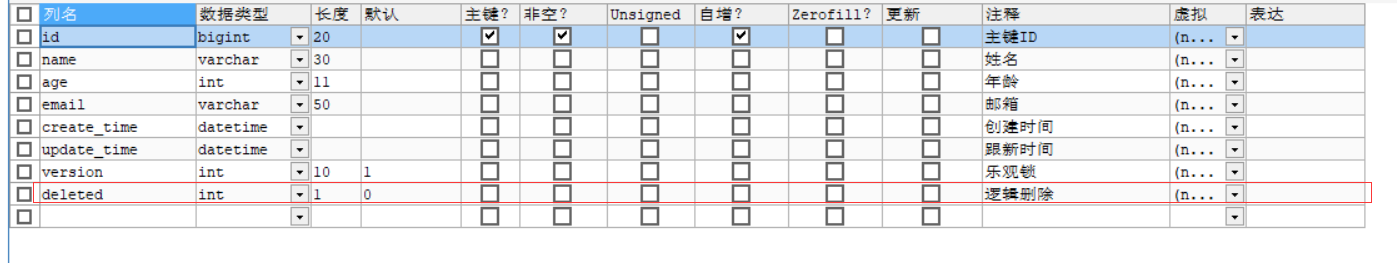 列名 数据类型 长度 默认 主键? 非空? Unsigned 自增? Zerofill? 更新 注释 虚拟 表达
id bigint 20 主键ID (n...
name varchar 30 姓名 (n...
age int 11 年龄 (n...
email varchar 50 邮箱 (n...
create_time datetime 创建时间 (n...
update_time datetime 跟新时间 (n...
version int 10 1 乐观锁 (n...
deleted int 1 0 逻辑删除 (n...